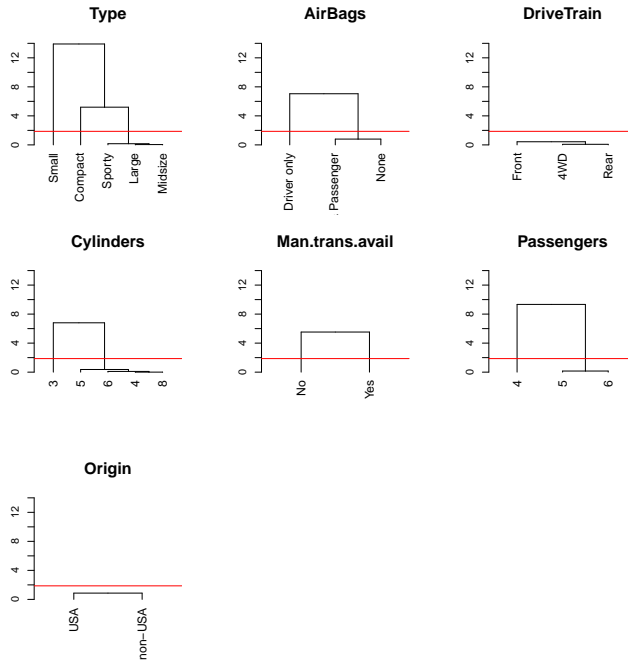 Type
AirBags
DriveTrain
0 4 8 12
0 4 8 12
0 4 8 12
Small
Compact
Sporty
Large
Midsize
Driver only
. Passenger
None
Front
4WD
Rear
Cylinders
Man.trans.avail
Passengers
0 4 8 12
0 4 8 12
0 4 8 12
3
5
6
4
8
No
Yes
4
5
6
Origin
0 4 8 12
USA
non−USA